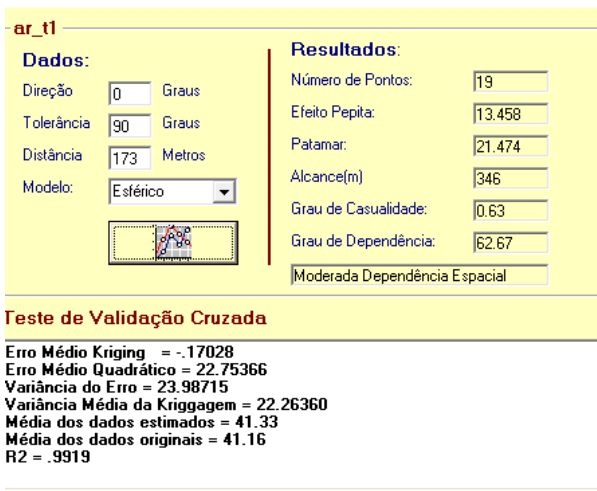 ar_t1
Dados:
Direção 0 Graus
Tolerância 90 Graus
Distância 173 Metros
Modelo: Esférico
Resultados:
Número de Pontos: 19
Efeito Pepita: 13.458
Patamar: 21.474
Alcance(m) 346
Grau de Casualidade: 0.63
Grau de Dependência: 62.67
Moderada Dependência Espacial
Teste de Validação Cruzada
Erro Médio Kriging = -.17028
Erro Médio Quadrático = 22.75366
Variância do Erro = 23.98715
Variância Média da Kriggagem = 22.26360
Média dos dados estimados = 41.33
Média dos dados originais = 41.16
R2 = .9919